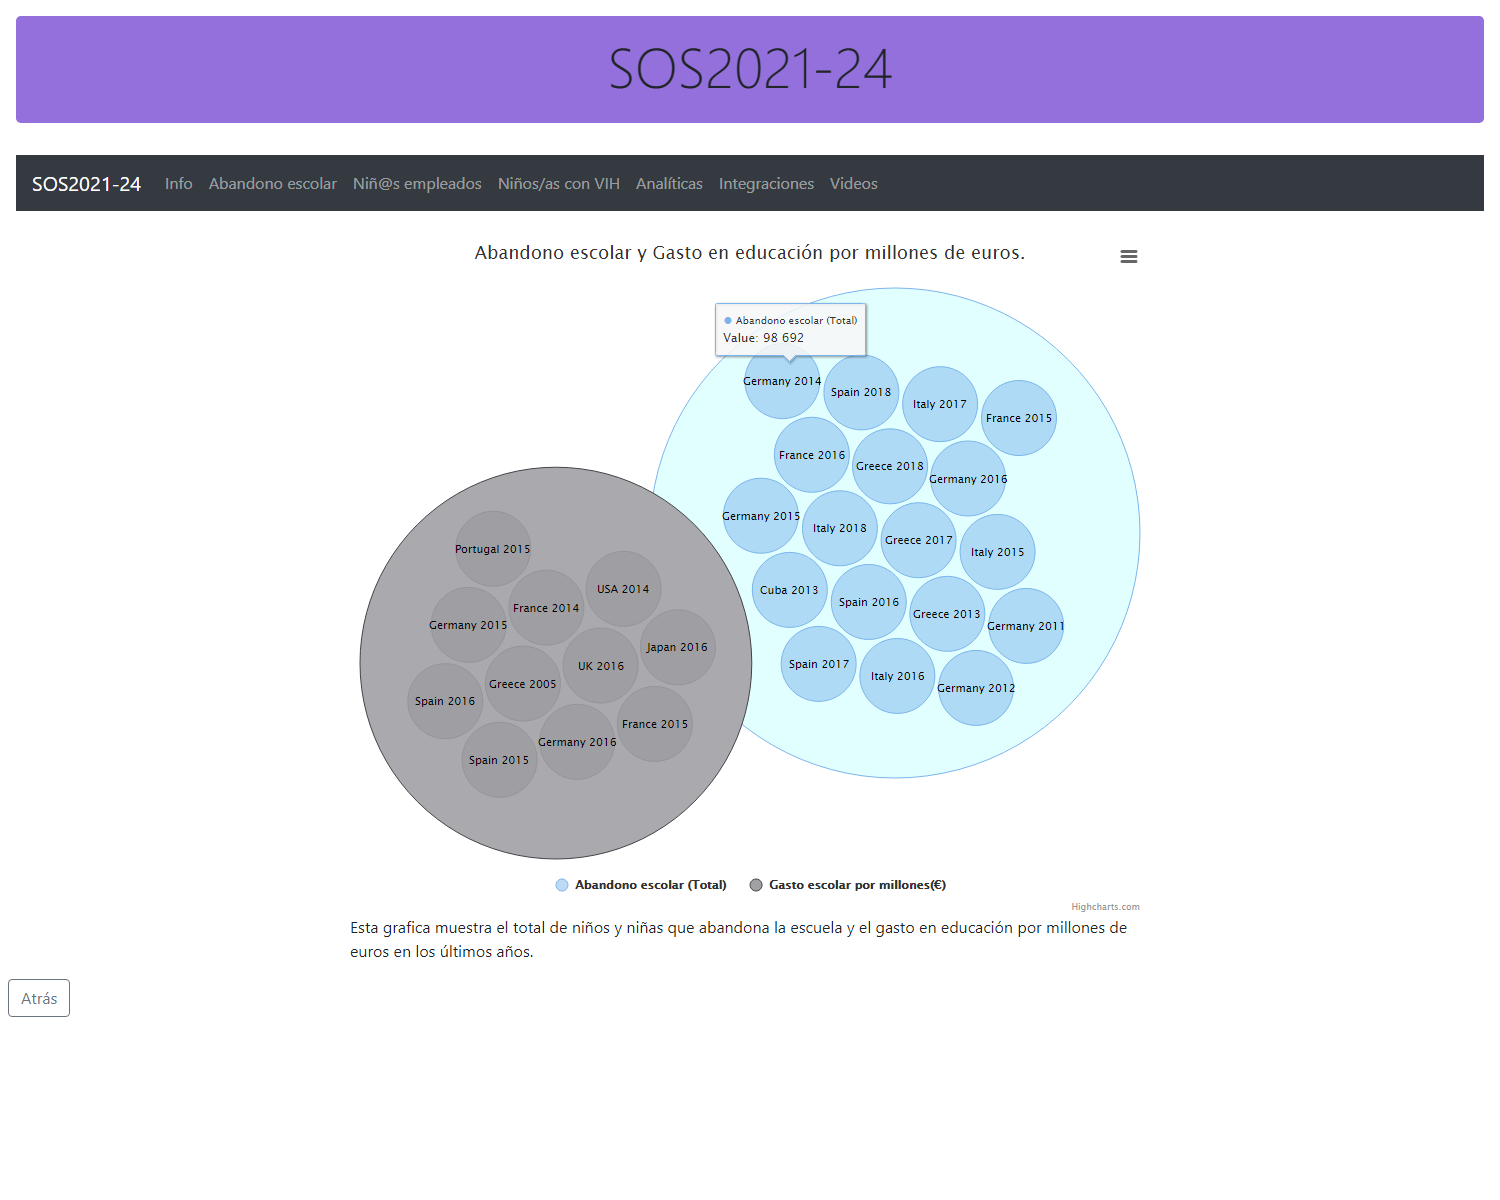 SOS2021-24
SOS2021-24 Info Abandono escolar Niñ@s empleados Niños/as con VIH Analíticas Integraciones Videos
Abandono escolar y Gasto en educación por millones de euros.
Abandono escolar (Total)
Value: 98 692
Germany 2014
Spain 2018
Italy 2017
France 2015
France 2016
Greece 2018
Germany 2016
Germany 2015
Italy 2018
Greece 2017
Italy 2015
Cuba 2013
Spain 2016
Greece 2013
Germany 2011
Spain 2017
Italy 2016
Germany 2012
Portugal 2015
USA 2014
France 2014
Germany 2015
Japan 2016
UK 2016
Greece 2005
Spain 2016
France 2015
Germany 2016
Spain 2015
Abandono escolar (Total) Gasto escolar por millones(€)
Highcharts.com
Esta grafica muestra el total de niños y niñas que abandona la escuela y el gasto en educación por millones de
euros en los últimos años.
Atrás